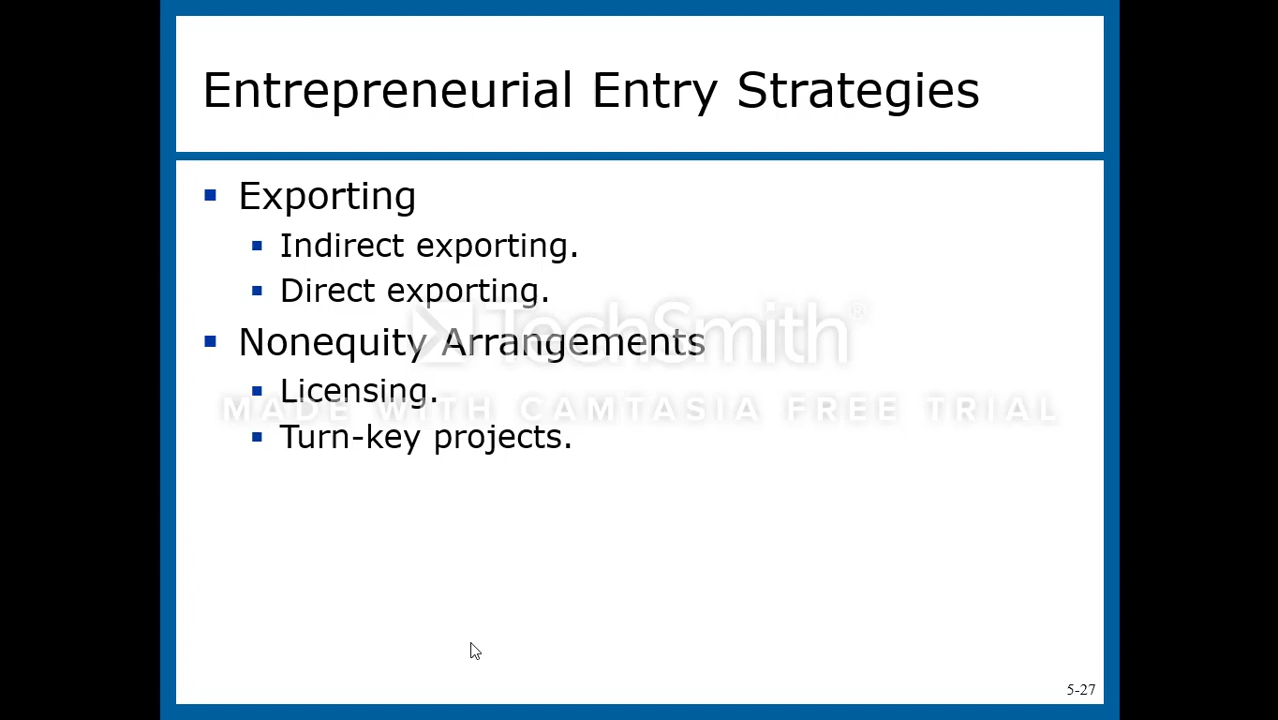 Entrepreneurial Entry Strategies
Exporting
Indirect exporting.
Direct exporting.
TechSmith®
Nonequity Arrangements
Licensing.
MADE WITH CAMTASIA FREE TRIAL
Turn-key projects.
5-27